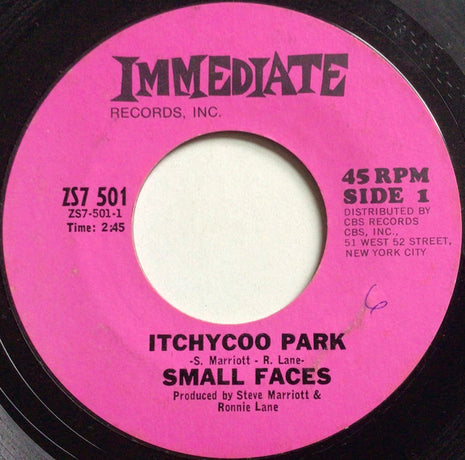 IMMEDIATE
RECORDS, INC.
ZS7 501
ZS7-501-1
Time: 2:45
45 RPM
SIDE 1
DISTRIBUTED BY
CBS RECORDS
CBS, INC.,
51 WEST 52 STREET,
NEW YORK CITY
6
ITCHYCOO PARK
-S. Marriott - R. Lane-
SMALL FACES
Produced by Steve Marriott &
Ronnie Lane